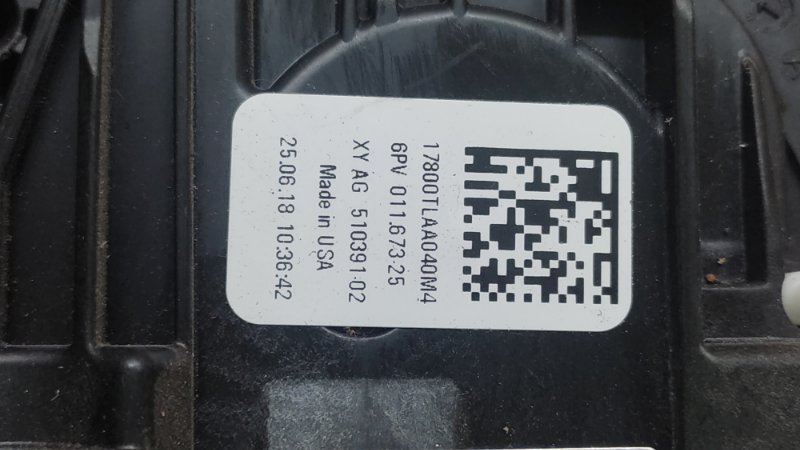 17800TLAA040M4
6PV 011.673-25
XY AG 510391-02
Made in USA
25.06.18 10:36:42